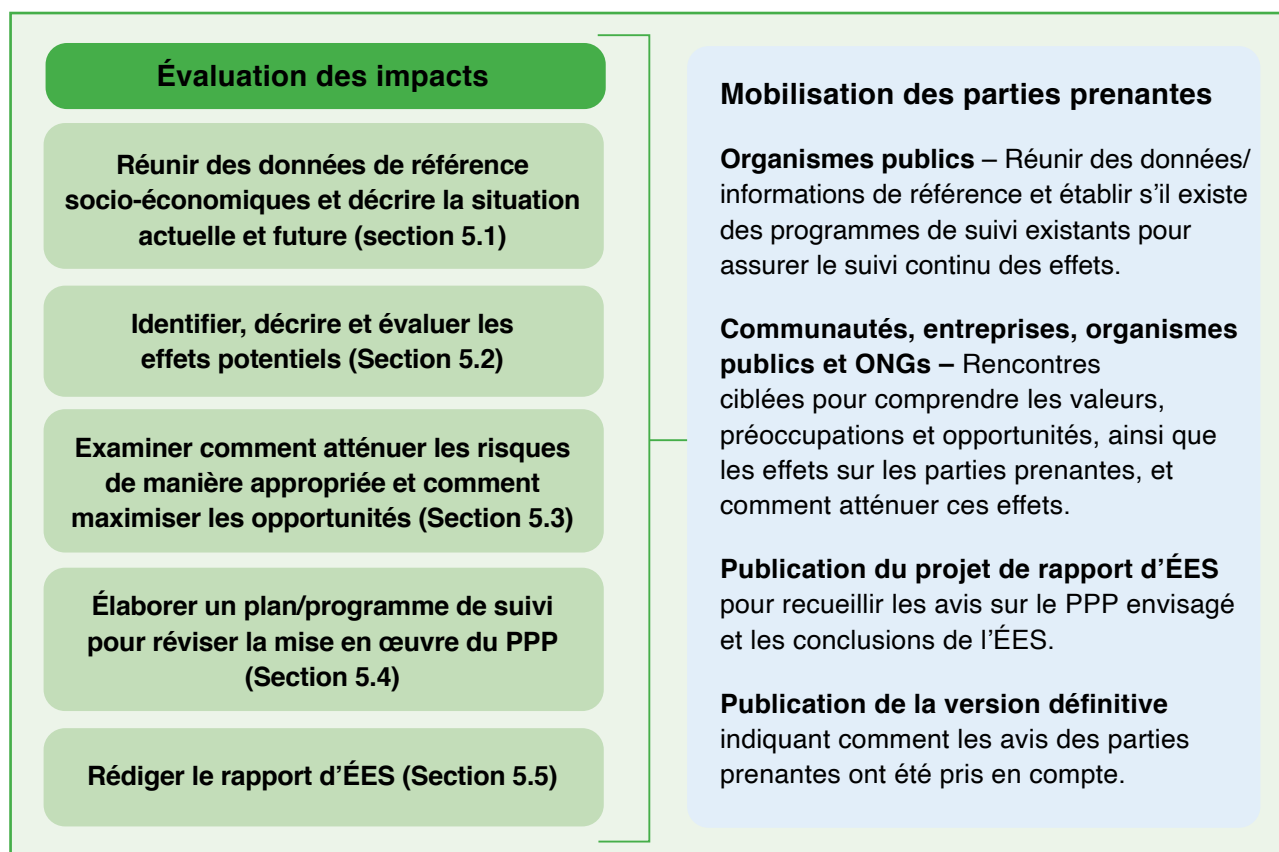 Évaluation des impacts
Réunir des données de référence
socio-économiques et décrire la situation
actuelle et future (section 5.1)
Identifier, décrire et évaluer les
effets potentiels (Section 5.2)
Examiner comment atténuer les risques
de manière appropriée et comment
maximiser les opportunités (Section 5.3)
Élaborer un plan/programme de suivi
pour réviser la mise en œuvre du PPP
(Section 5.4)
Rédiger le rapport d’ÉES (Section 5.5)
Mobilisation des parties prenantes
Organismes publics – Réunir des données/
informations de référence et établir s’il existe
des programmes de suivi existants pour
assurer le suivi continu des effets.
Communautés, entreprises, organismes
publics et ONGs – Rencontres
ciblées pour comprendre les valeurs,
préoccupations et opportunités, ainsi que
les effets sur les parties prenantes, et
comment atténuer ces effets.
Publication du projet de rapport d’ÉES
pour recueillir les avis sur le PPP envisagé
et les conclusions de l’ÉES.
Publication de la version définitive
indiquant comment les avis des parties
prenantes ont été pris en compte.